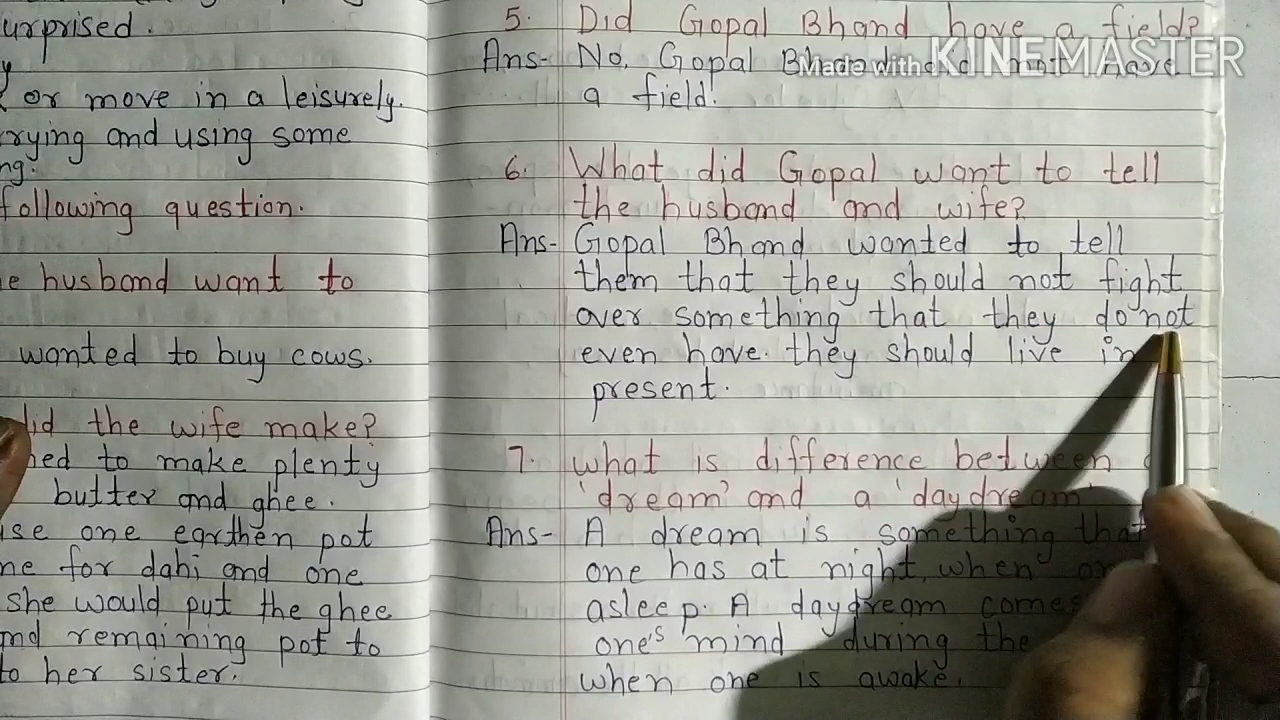 urprised.
y
or move in a leisurely.
rying and using some
ng.
following question.
e husband want to
wanted to buy cows.
did the wife make?
hed to make plenty
butter and ghee.
use one earthen pot
ne for dahi and one
she would put the ghee
and remaining pot to
to her sister.
5. Did Gopal Bhand have a field?
Ans- No, Gopal Bhand did not have
a field.
Made with KINEMASTER
6. What did Gopal want to tell
the husband and wife?
Ans- Gopal Bhand wanted to tell
them that they should not fight
over something that they do not
even have. they should live in
present.
7. What is difference between
'dream' and a 'daydream'
Ans- A dream is something that
one has at night, when
asleep. A daydream comes
one's mind during the
when one is awake.